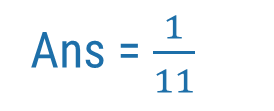 Ans = 1/11